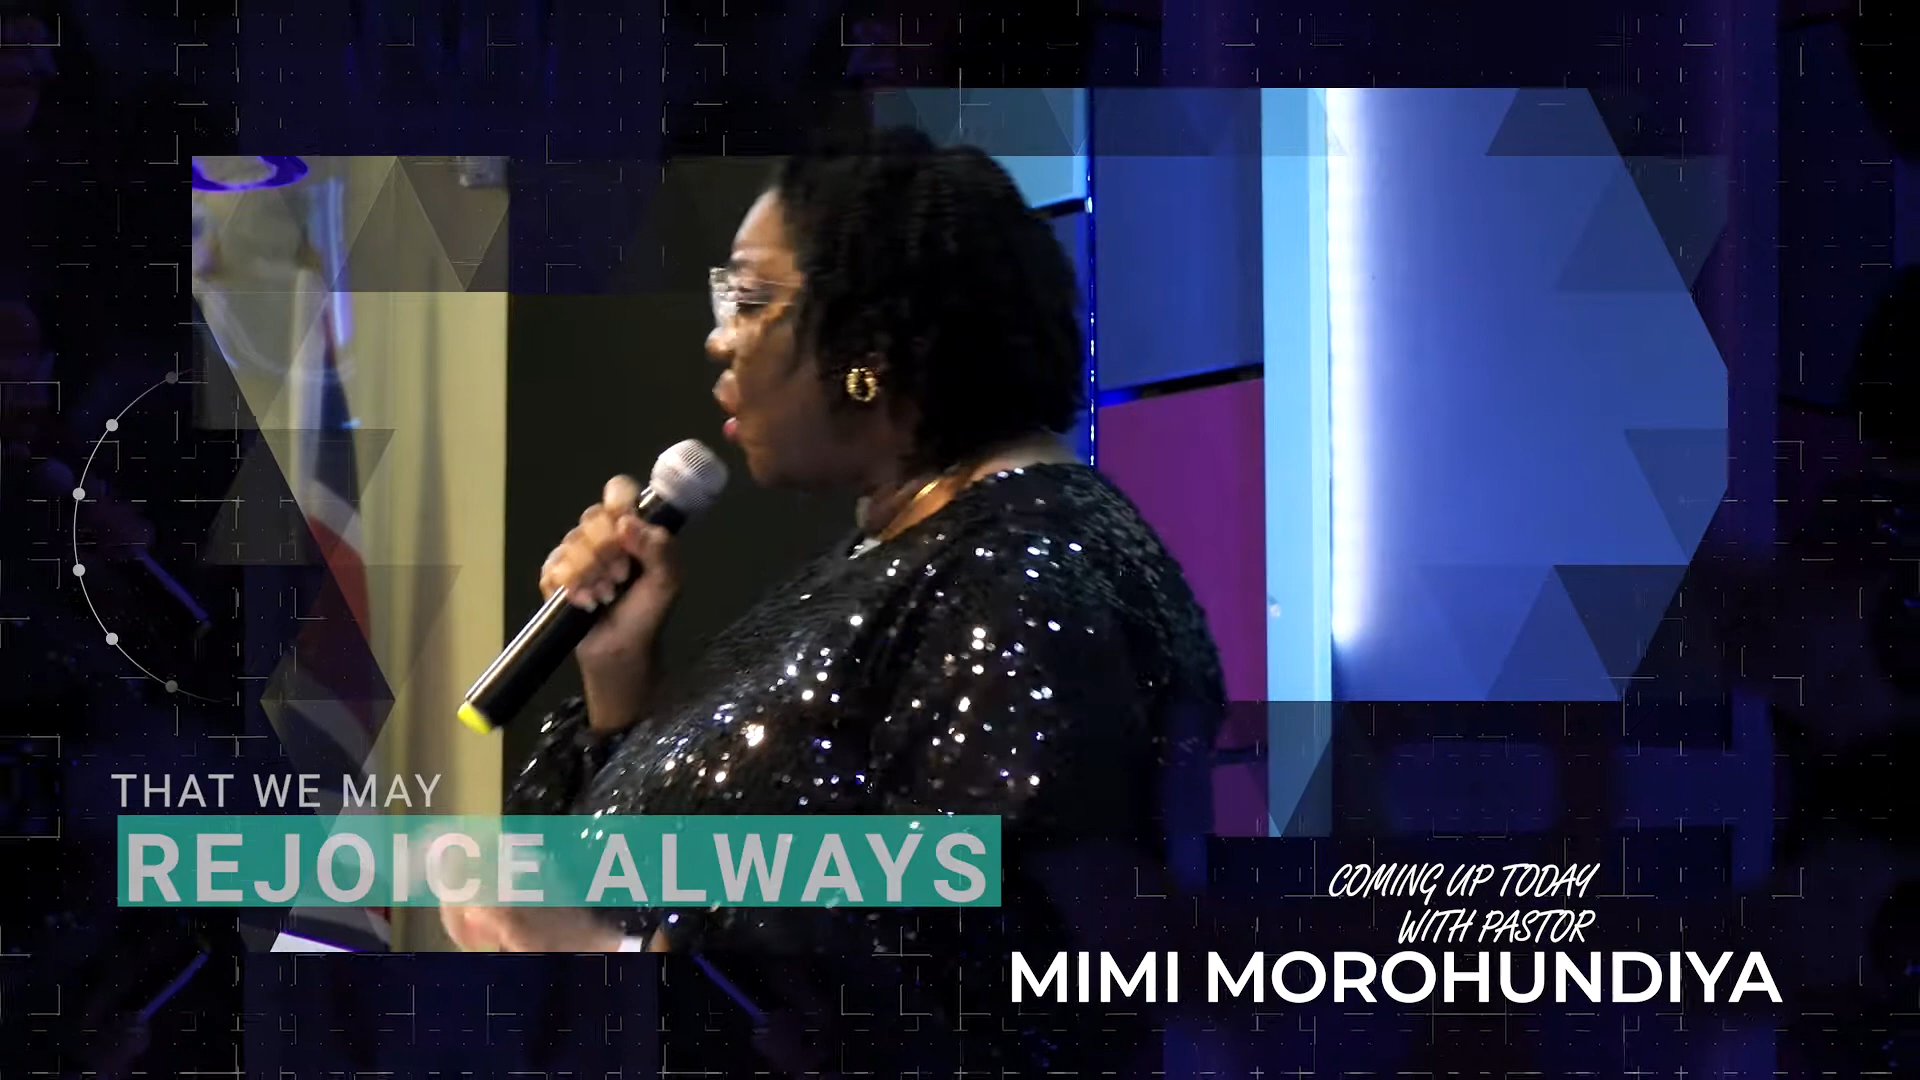 THAT WE MAY
REJOICE ALWAYS
COMING UP TODAY
WITH PASTOR
MIMI MOROHUNDIYA